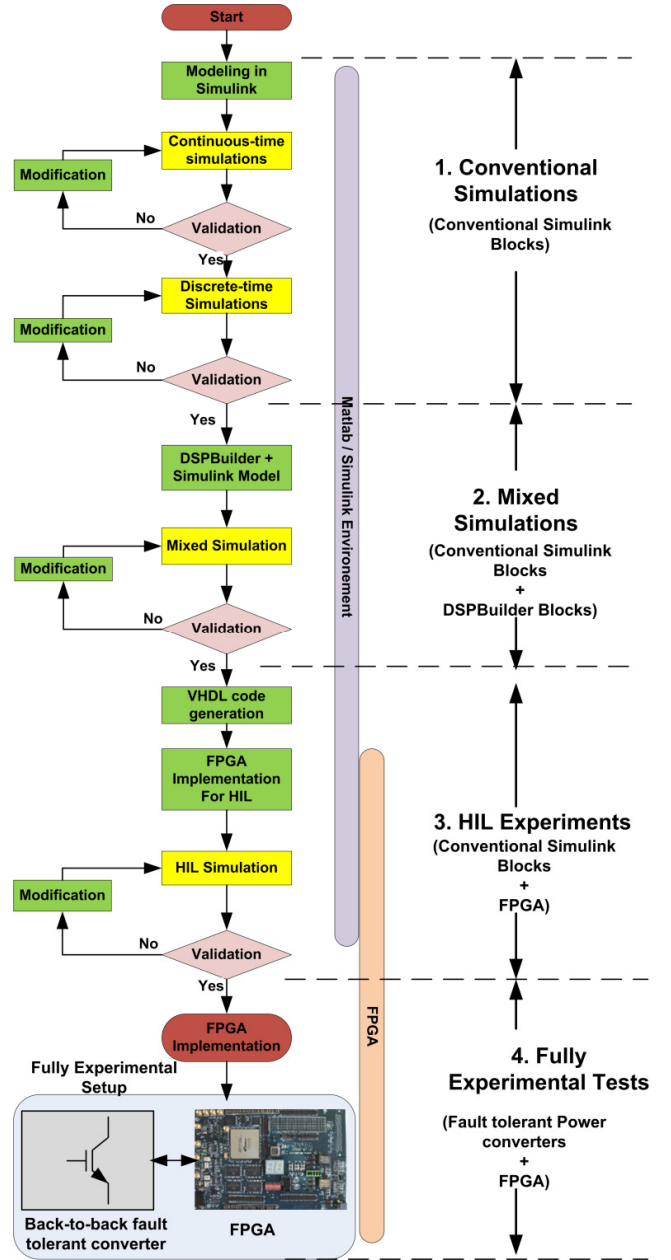 Start
Modeling in
Simulink
Continuous-time
simulations
Modification
No
Validation
Yes
Discrete-time
Simulations
Modification
No
Validation
Yes
DSPBuilder +
Simulink Model
Mixed Simulation
Modification
No
Validation
Yes
VHDL code
generation
FPGA
Implementation
For HIL
HIL Simulation
Modification
No
Validation
Yes
FPGA
Implementation
Fully Experimental
Setup
Back-to-back fault
tolerant converter
FPGA
Matlab / Simulink Environement
FPGA
1. Conventional
Simulations
(Conventional Simulink
Blocks)
2. Mixed
Simulations
(Conventional Simulink
Blocks
+
DSPBuilder Blocks)
3. HIL Experiments
(Conventional Simulink
Blocks
+
FPGA)
4. Fully
Experimental Tests
(Fault tolerant Power
converters
+
FPGA)